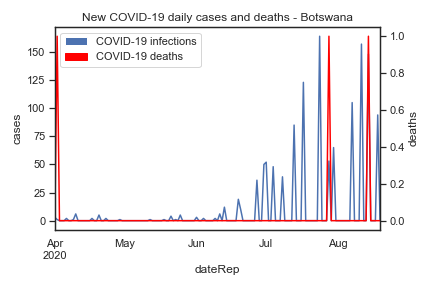 New COVID-19 daily cases and deaths - Botswana
COVID-19 infections
COVID-19 deaths
150
125
100
75
50
25
0
cases
1.0
0.8
0.6
0.4
0.2
0.0
deaths
Apr
2020
May
Jun
Jul
Aug
dateRep